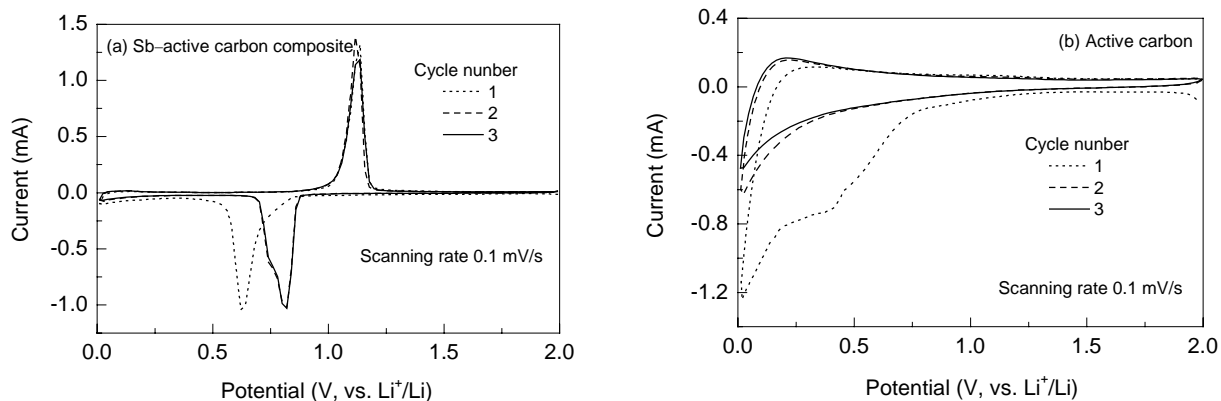 (a) Sb–active carbon composite
Cycle nunber
1
2
3
Scanning rate 0.1 mV/s
1.5
1.0
0.5
0.0
-0.5
-1.0
Current (mA)
0.0
0.5
1.0
1.5
2.0
Potential (V, vs. Li⁺/Li)
(b) Active carbon
Cycle nunber
1
2
3
Scanning rate 0.1 mV/s
0.4
0.0
-0.4
-0.8
-1.2
Current (mA)
0.0
0.5
1.0
1.5
2.0
Potential (V, vs. Li⁺/Li)